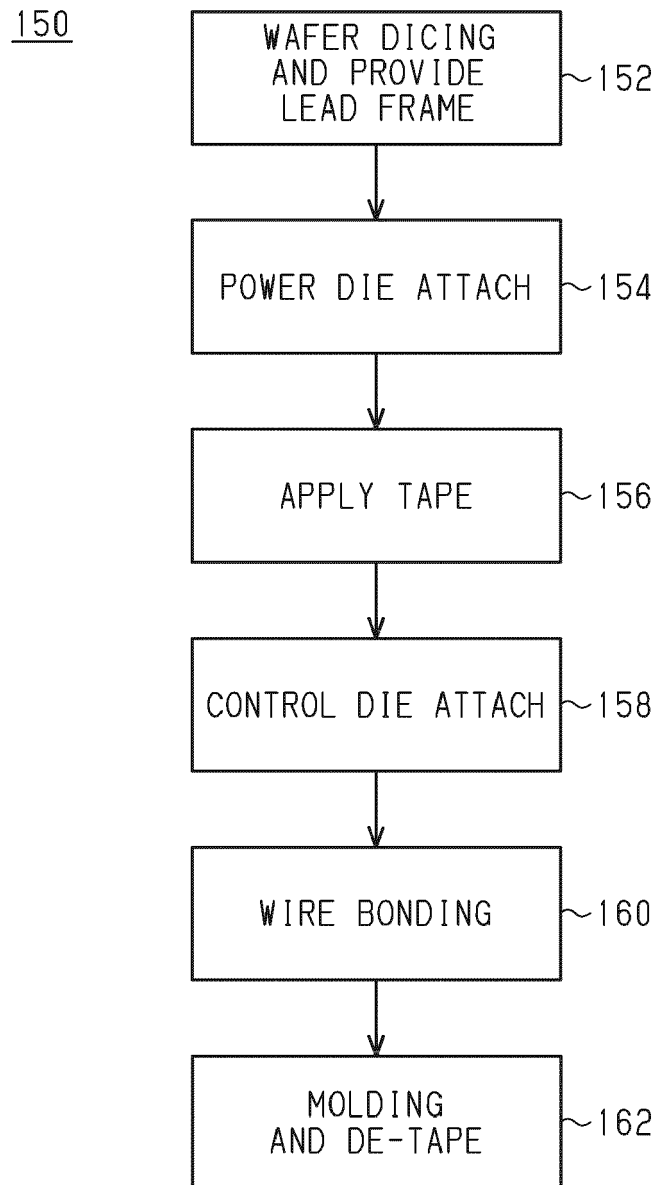 150
WAFER DICING
AND PROVIDE
LEAD FRAME
152
POWER DIE ATTACH
154
APPLY TAPE
156
CONTROL DIE ATTACH
158
WIRE BONDING
160
MOLDING
AND DE-TAPE
162